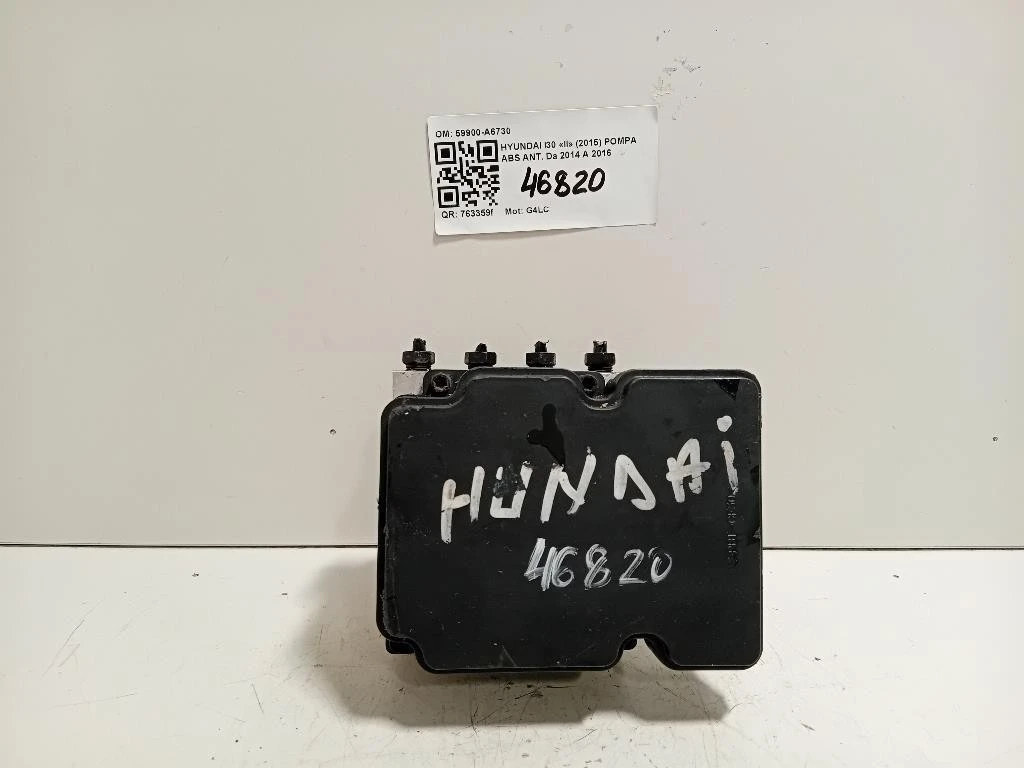 OM: 59900-A6730
HYUNDAI I30 «II» (2015) POMPA
ABS ANT. Da 2014 A 2016
46820
QR: 763359f Mot: G4LC
HUNDAi
46820